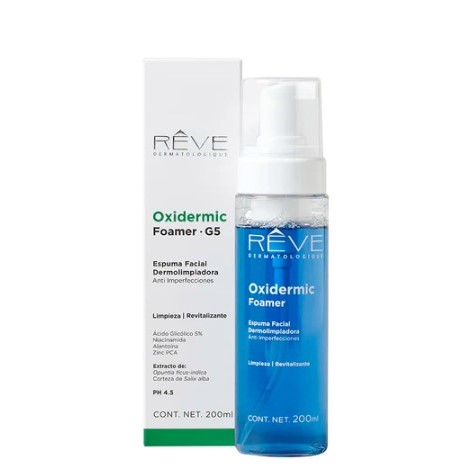 RÊVE
DERMATOLOGIQUE
Oxidermic
Foamer · G5
Espuma Facial
Dermolimpiadora
Anti Imperfecciones
Limpieza | Revitalizante
Ácido Glicólico 5%
Niacinamida
Alantoína
Zinc PCA
Extracto de:
Opuntia ficus-indica
Corteza de Salix alba
PH 4.5
CONT. NET. 200ml
RÊVE
DERMATOLOGIQUE
Oxidermic
Foamer
Espuma Facial
Dermolimpiadora
Anti Imperfecciones
Limpieza | Revitalizante
CONT. NET. 200ml